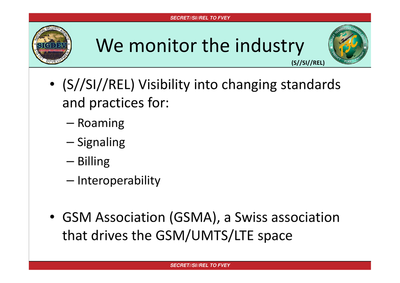 SECRET//SI//REL TO FVEY
SIGDEV
We monitor the industry
(S//SI//REL)
• (S//SI//REL) Visibility into changing standards
and practices for:
– Roaming
– Signaling
– Billing
– Interoperability
• GSM Association (GSMA), a Swiss association
that drives the GSM/UMTS/LTE space
SECRET//SI//REL TO FVEY